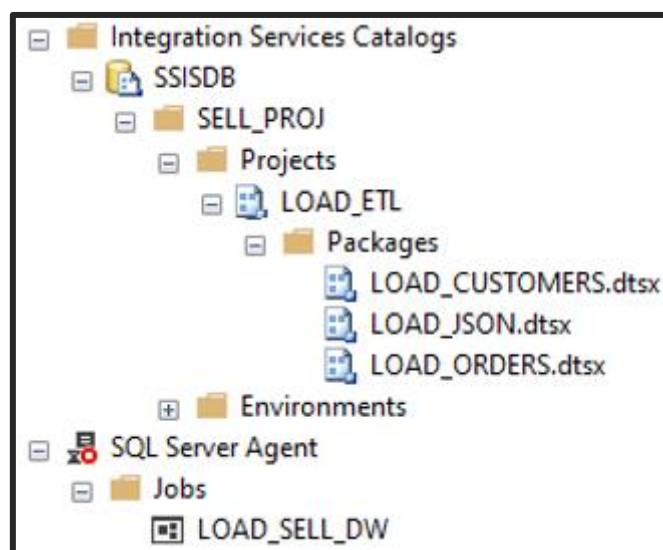 Integration Services Catalogs
SSISDB
SELL_PROJ
Projects
LOAD_ETL
Packages
LOAD_CUSTOMERS.dtsx
LOAD_JSON.dtsx
LOAD_ORDERS.dtsx
Environments
SQL Server Agent
Jobs
LOAD_SELL_DW